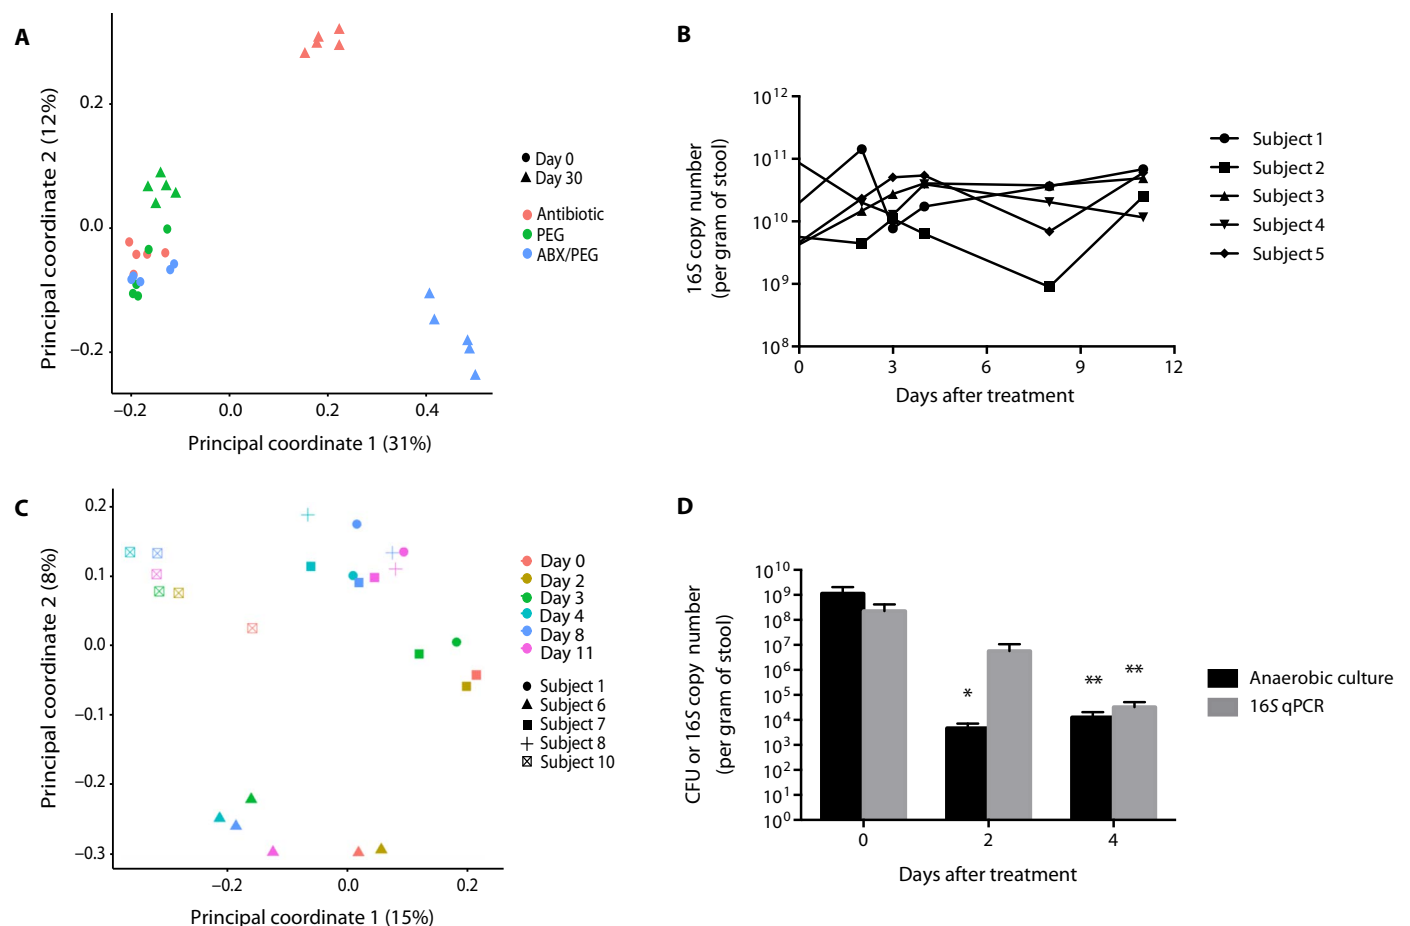 A
Principal coordinate 2 (12%)
0.2
0.0
−0.2
−0.2
0.0
0.2
0.4
Principal coordinate 1 (31%)
Day 0
Day 30
Antibiotic
PEG
ABX/PEG
B
16S copy number
(per gram of stool)
10¹²
10¹¹
10¹⁰
10⁹
10⁸
0
3
6
9
12
Days after treatment
Subject 1
Subject 2
Subject 3
Subject 4
Subject 5
C
Principal coordinate 2 (8%)
0.2
0.1
0.0
−0.1
−0.2
−0.3
−0.2
0.0
0.2
Principal coordinate 1 (15%)
Day 0
Day 2
Day 3
Day 4
Day 8
Day 11
Subject 1
Subject 6
Subject 7
Subject 8
Subject 10
D
CFU or 16S copy number
(per gram of stool)
10¹⁰
10⁹
10⁸
10⁷
10⁶
10⁵
10⁴
10³
10²
10¹
10⁰
*
**
**
0
2
4
Days after treatment
Anaerobic culture
16S qPCR